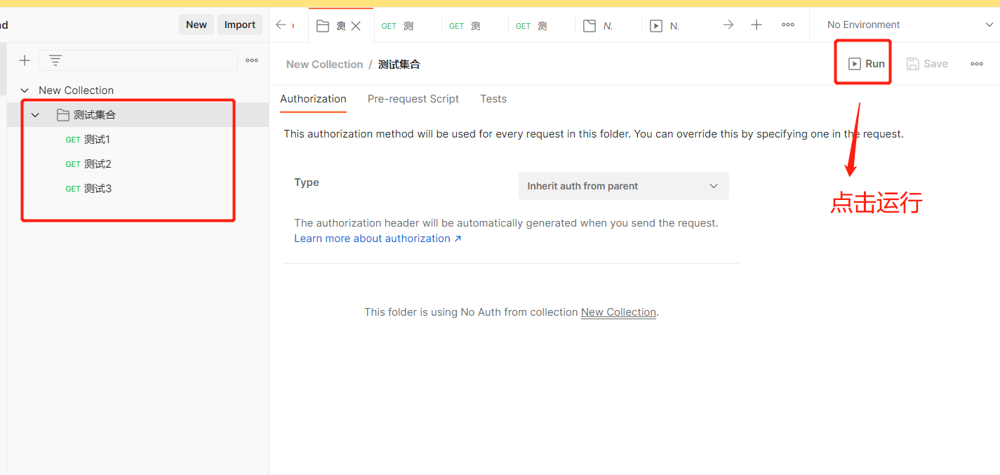 nd
New Import
测 GET 测 GET 测 GET 测 N. N. No Environment
New Collection / 测试集合 Run Save
New Collection
测试集合
GET 测试1
GET 测试2
GET 测试3
Authorization Pre-request Script Tests
This authorization method will be used for every request in this folder. You can override this by specifying one in the request.
Type Inherit auth from parent
点击运行
The authorization header will be automatically generated when you send the request.
Learn more about authorization ↗
This folder is using No Auth from collection New Collection.